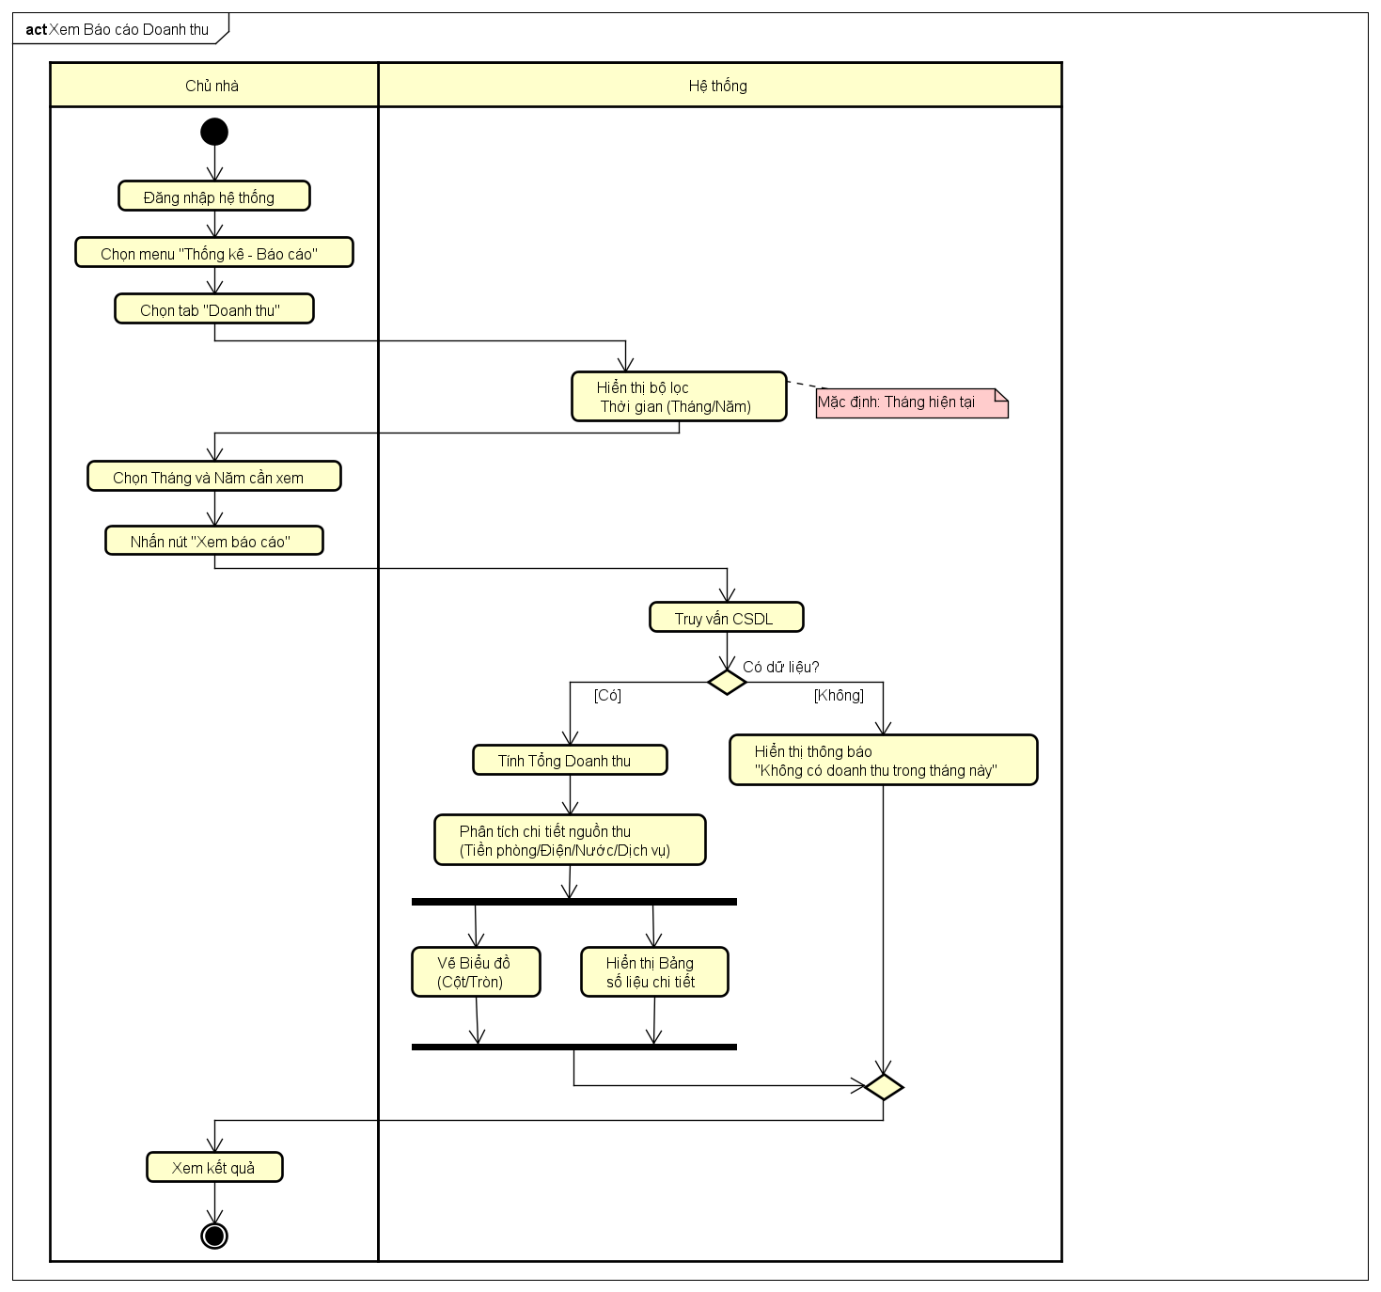 act Xem Báo cáo Doanh thu
Chủ nhà
Hệ thống
Đăng nhập hệ thống
Chọn menu "Thống kê - Báo cáo"
Chọn tab "Doanh thu"
Hiển thị bộ lọc
Thời gian (Tháng/Năm)
Mặc định: Tháng hiện tại
Chọn Tháng và Năm cần xem
Nhấn nút "Xem báo cáo"
Truy vấn CSDL
Có dữ liệu?
[Có]
[Không]
Tính Tổng Doanh thu
Hiển thị thông báo
"Không có doanh thu trong tháng này"
Phân tích chi tiết nguồn thu
(Tiền phòng/Điện/Nước/Dịch vụ)
Vẽ Biểu đồ
(Cột/Tròn)
Hiển thị Bảng
số liệu chi tiết
Xem kết quả